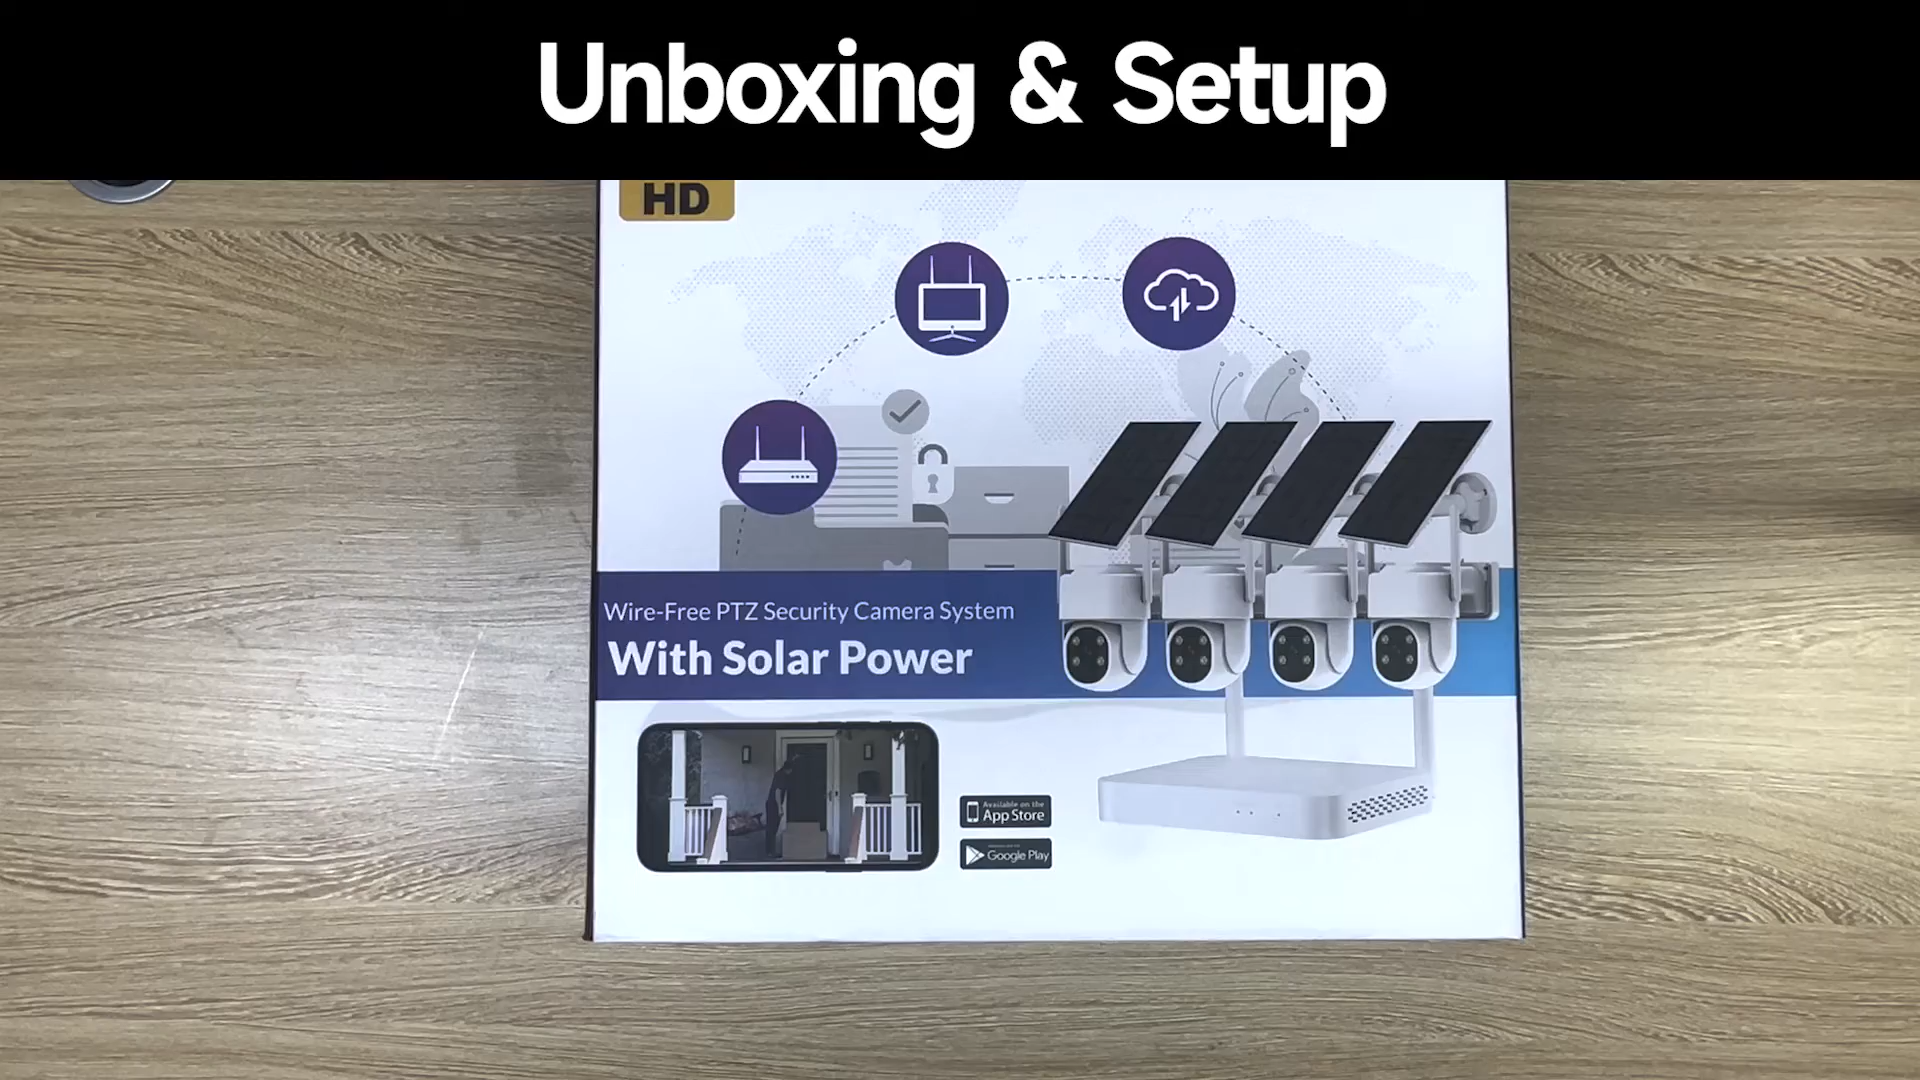 Unboxing & Setup
HD
Wire-Free PTZ Security Camera System
With Solar Power
Available on the
App Store
Google Play